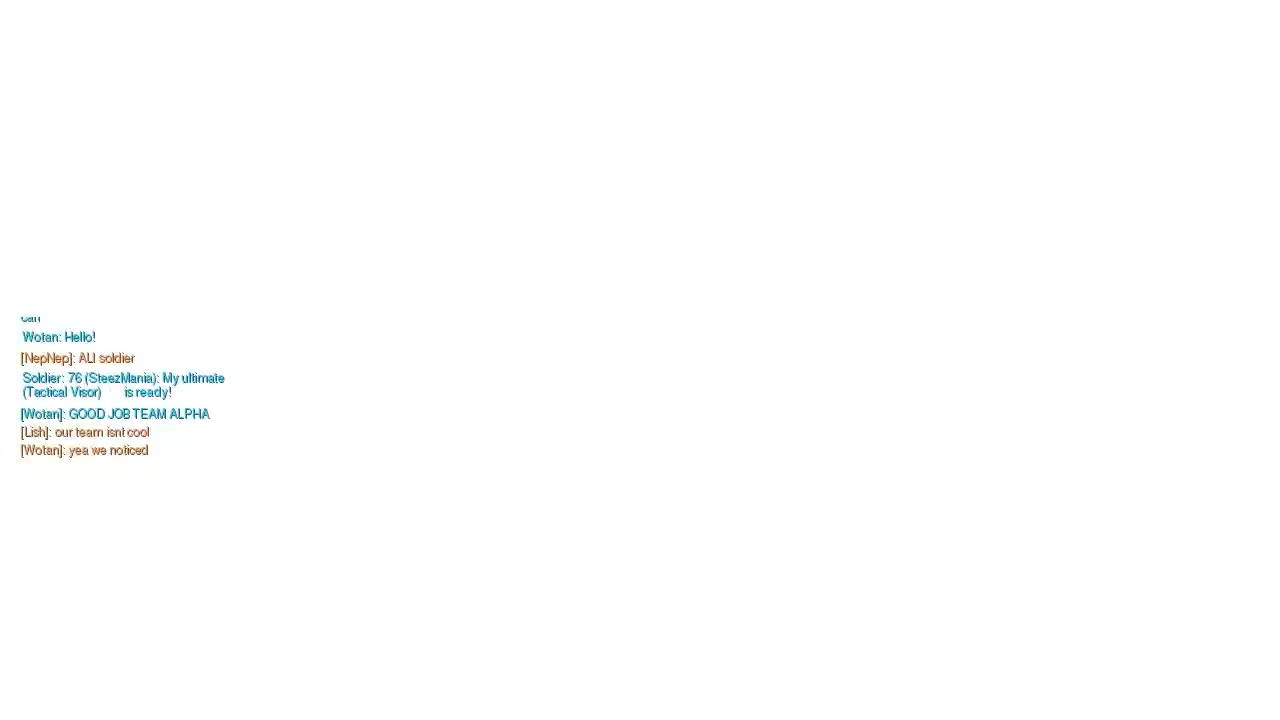 Wotan: Hello!
[NepNep]: ALI soldier
Soldier: 76 (SteezMania): My ultimate
(Tactical Visor) is ready!
[Wotan]: GOOD JOB TEAM ALPHA
[Lish]: our team isnt cool
[Wotan]: yea we noticed